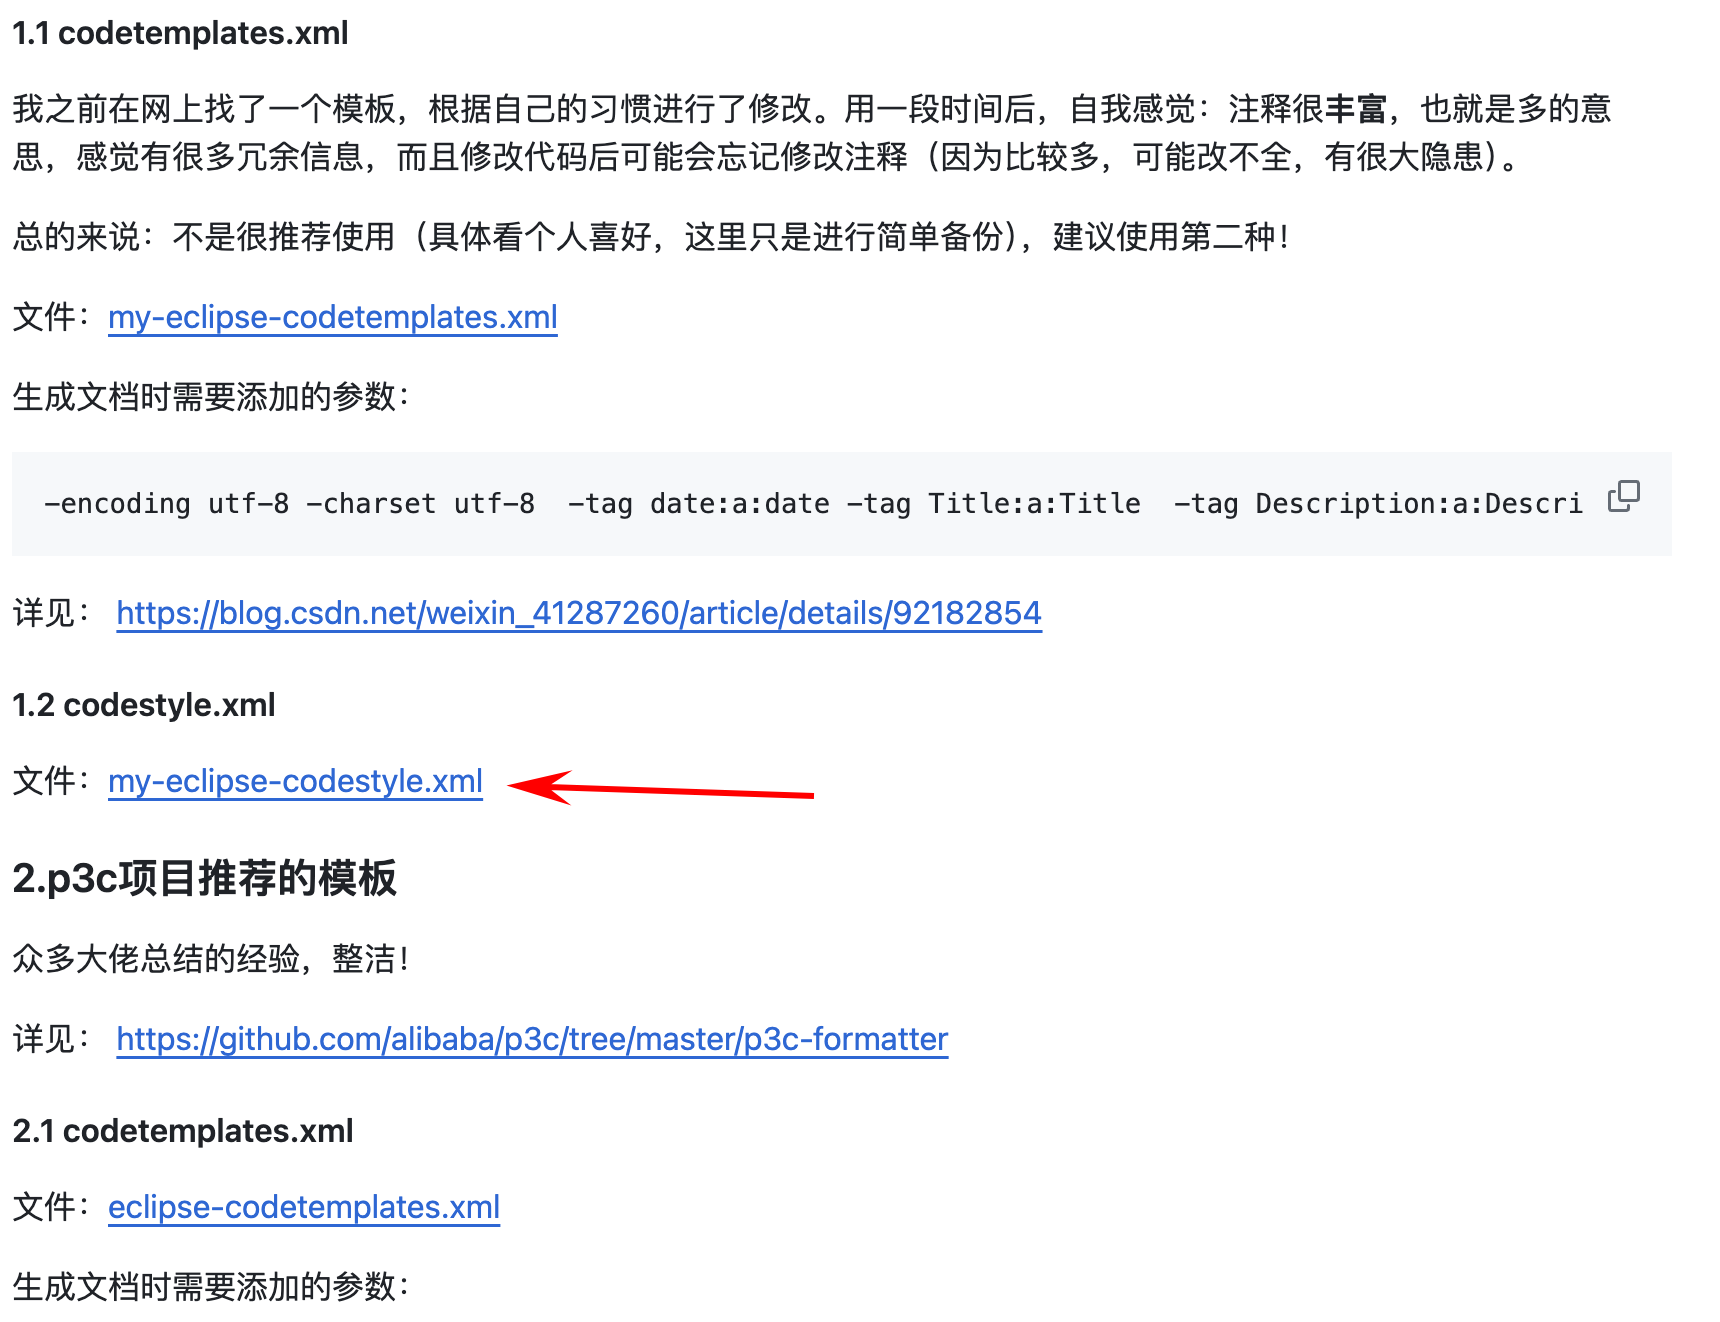 1.1 codetemplates.xml
我之前在网上找了一个模板，根据自己的习惯进行了修改。用一段时间后，自我感觉：注释很丰富，也就是多的意
思，感觉有很多冗余信息，而且修改代码后可能会忘记修改注释（因为比较多，可能改不全，有很大隐患）。
总的来说：不是很推荐使用（具体看个人喜好，这里只是进行简单备份），建议使用第二种！
文件：my-eclipse-codetemplates.xml
生成文档时需要添加的参数：
-encoding utf-8 -charset utf-8  -tag date:a:date -tag Title:a:Title  -tag Description:a:Descri
详见： https://blog.csdn.net/weixin_41287260/article/details/92182854
1.2 codestyle.xml
文件：my-eclipse-codestyle.xml
2.p3c项目推荐的模板
众多大佬总结的经验，整洁！
详见： https://github.com/alibaba/p3c/tree/master/p3c-formatter
2.1 codetemplates.xml
文件：eclipse-codetemplates.xml
生成文档时需要添加的参数：